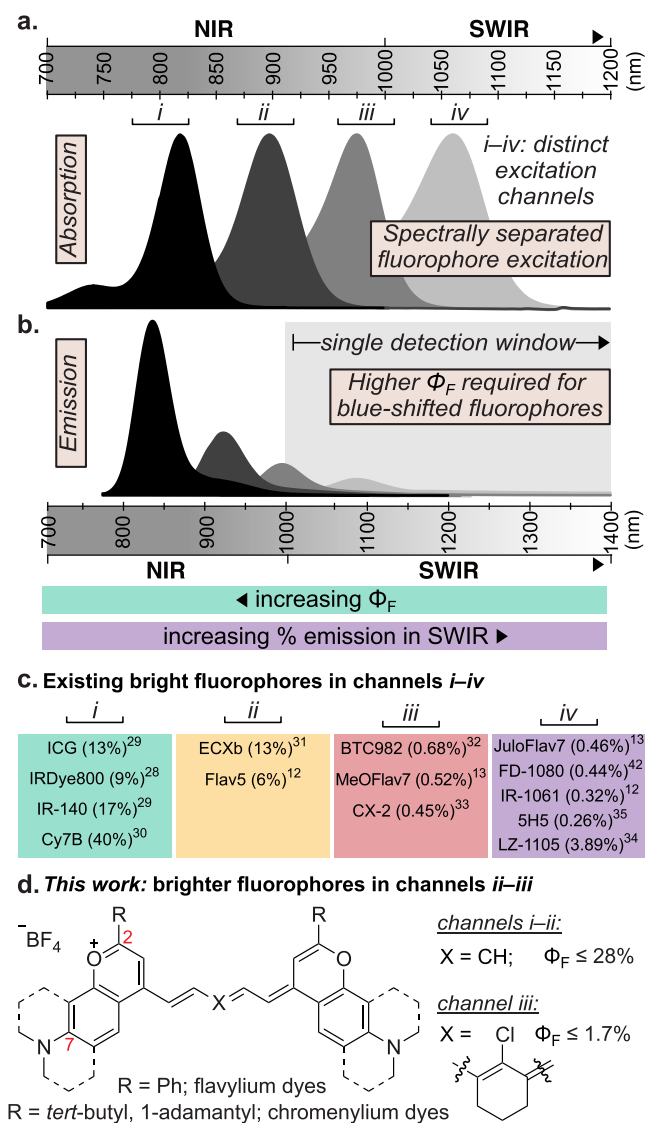 a.
NIR SWIR
700 750 800 850 900 950 1000 1050 1100 1150 1200 (nm)
i ii iii iv
Absorption
i–iv: distinct
excitation
channels
Spectrally separated
fluorophore excitation
b.
single detection window
Emission
Higher ΦF required for
blue-shifted fluorophores
700 800 900 1000 1100 1200 1300 1400 (nm)
NIR SWIR
increasing ΦF
increasing % emission in SWIR
c. Existing bright fluorophores in channels i–iv
i
ICG (13%)29
IRDye800 (9%)28
IR-140 (17%)29
Cy7B (40%)30
ii
ECXb (13%)31
Flav5 (6%)12
iii
BTC982 (0.68%)32
MeOFlav7 (0.52%)13
CX-2 (0.45%)33
iv
JuloFlav7 (0.46%)13
FD-1080 (0.44%)42
IR-1061 (0.32%)12
5H5 (0.26%)35
LZ-1105 (3.89%)34
d. This work: brighter fluorophores in channels ii–iii
R R
−BF4
+ 2
O O
X
N 7 N
channels i–ii:
X = CH; ΦF ≤ 28%
channel iii:
X = Cl ΦF ≤ 1.7%
R = Ph; flavylium dyes
R = tert-butyl, 1-adamantyl; chromenylium dyes